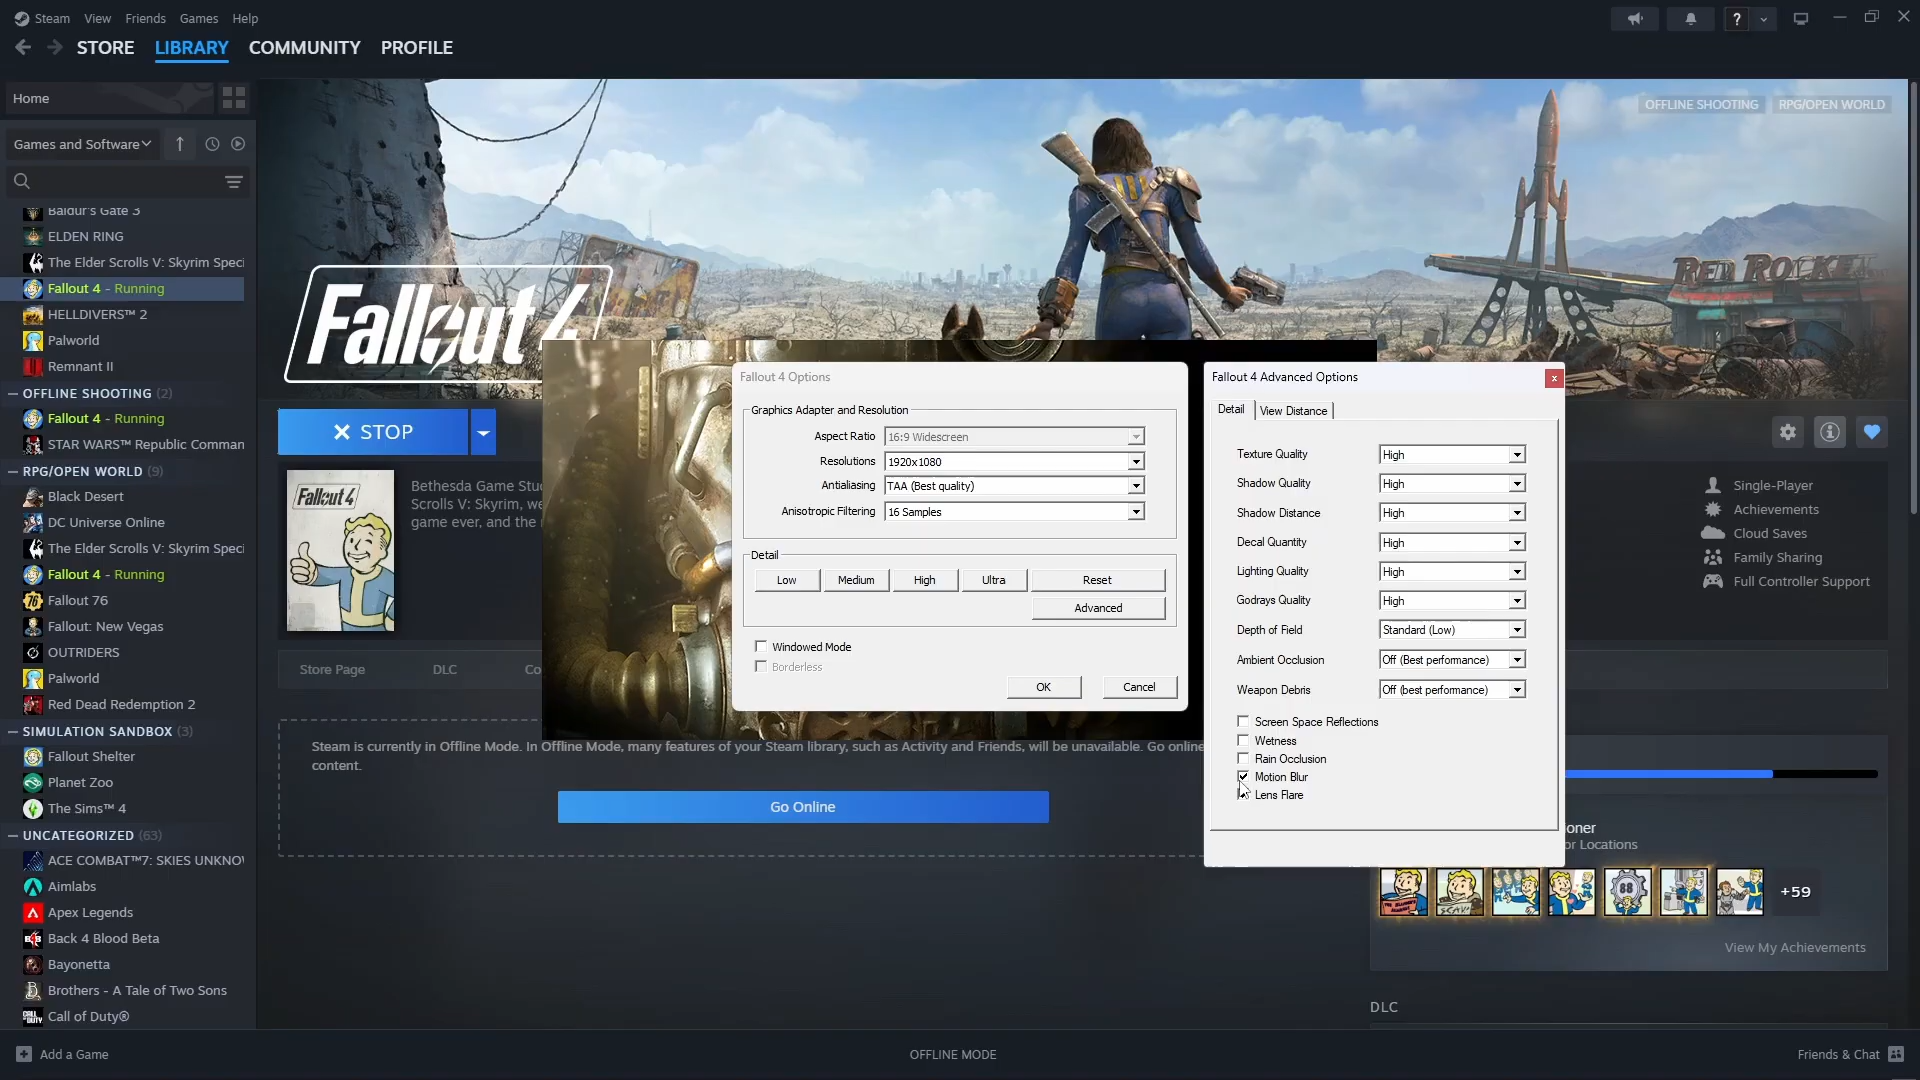 Steam View Friends Games Help
STORE LIBRARY COMMUNITY PROFILE
Home
OFFLINE SHOOTING RPG/OPEN WORLD
Games and Software
Baldur's Gate 3
ELDEN RING
The Elder Scrolls V: Skyrim Speci
Fallout 4 - Running
HELLDIVERS™ 2
Palworld
Remnant II
OFFLINE SHOOTING (2)
Fallout 4 - Running
STAR WARS™ Republic Comman
RPG/OPEN WORLD (9)
Black Desert
DC Universe Online
The Elder Scrolls V: Skyrim Speci
Fallout 4 - Running
Fallout 76
Fallout: New Vegas
OUTRIDERS
Palworld
Red Dead Redemption 2
SIMULATION SANDBOX (3)
Fallout Shelter
Planet Zoo
The Sims™ 4
UNCATEGORIZED (63)
ACE COMBAT™7: SKIES UNKNO
Aimlabs
Apex Legends
Back 4 Blood Beta
Bayonetta
Brothers - A Tale of Two Sons
Call of Duty®
Add a Game
RED ROCKET
Fallout 4
STOP
Fallout 4
Bethesda Game Stud
Scrolls V: Skyrim, we
game ever, and the
Store Page DLC Co
Steam is currently in Offline Mode. In Offline Mode, many features of your Steam library, such as Activity and Friends, will be unavailable. Go online
content.
Go Online
Fallout 4 Options
Graphics Adapter and Resolution
Aspect Ratio 16:9 Widescreen
Resolutions 1920x1080
Antialiasing TAA (Best quality)
Anisotropic Filtering 16 Samples
Detail
Low Medium High Ultra Reset
Advanced
Windowed Mode
Borderless
OK Cancel
Fallout 4 Advanced Options
x
Detail View Distance
Texture Quality High
Shadow Quality High
Shadow Distance High
Decal Quantity High
Lighting Quality High
Godrays Quality High
Depth of Field Standard (Low)
Ambient Occlusion Off (Best performance)
Weapon Debris Off (best performance)
Screen Space Reflections
Wetness
Rain Occlusion
Motion Blur
Lens Flare
Single-Player
Achievements
Cloud Saves
Family Sharing
Full Controller Support
oner
or Locations
88
+59
View My Achievements
DLC
OFFLINE MODE
Friends & Chat